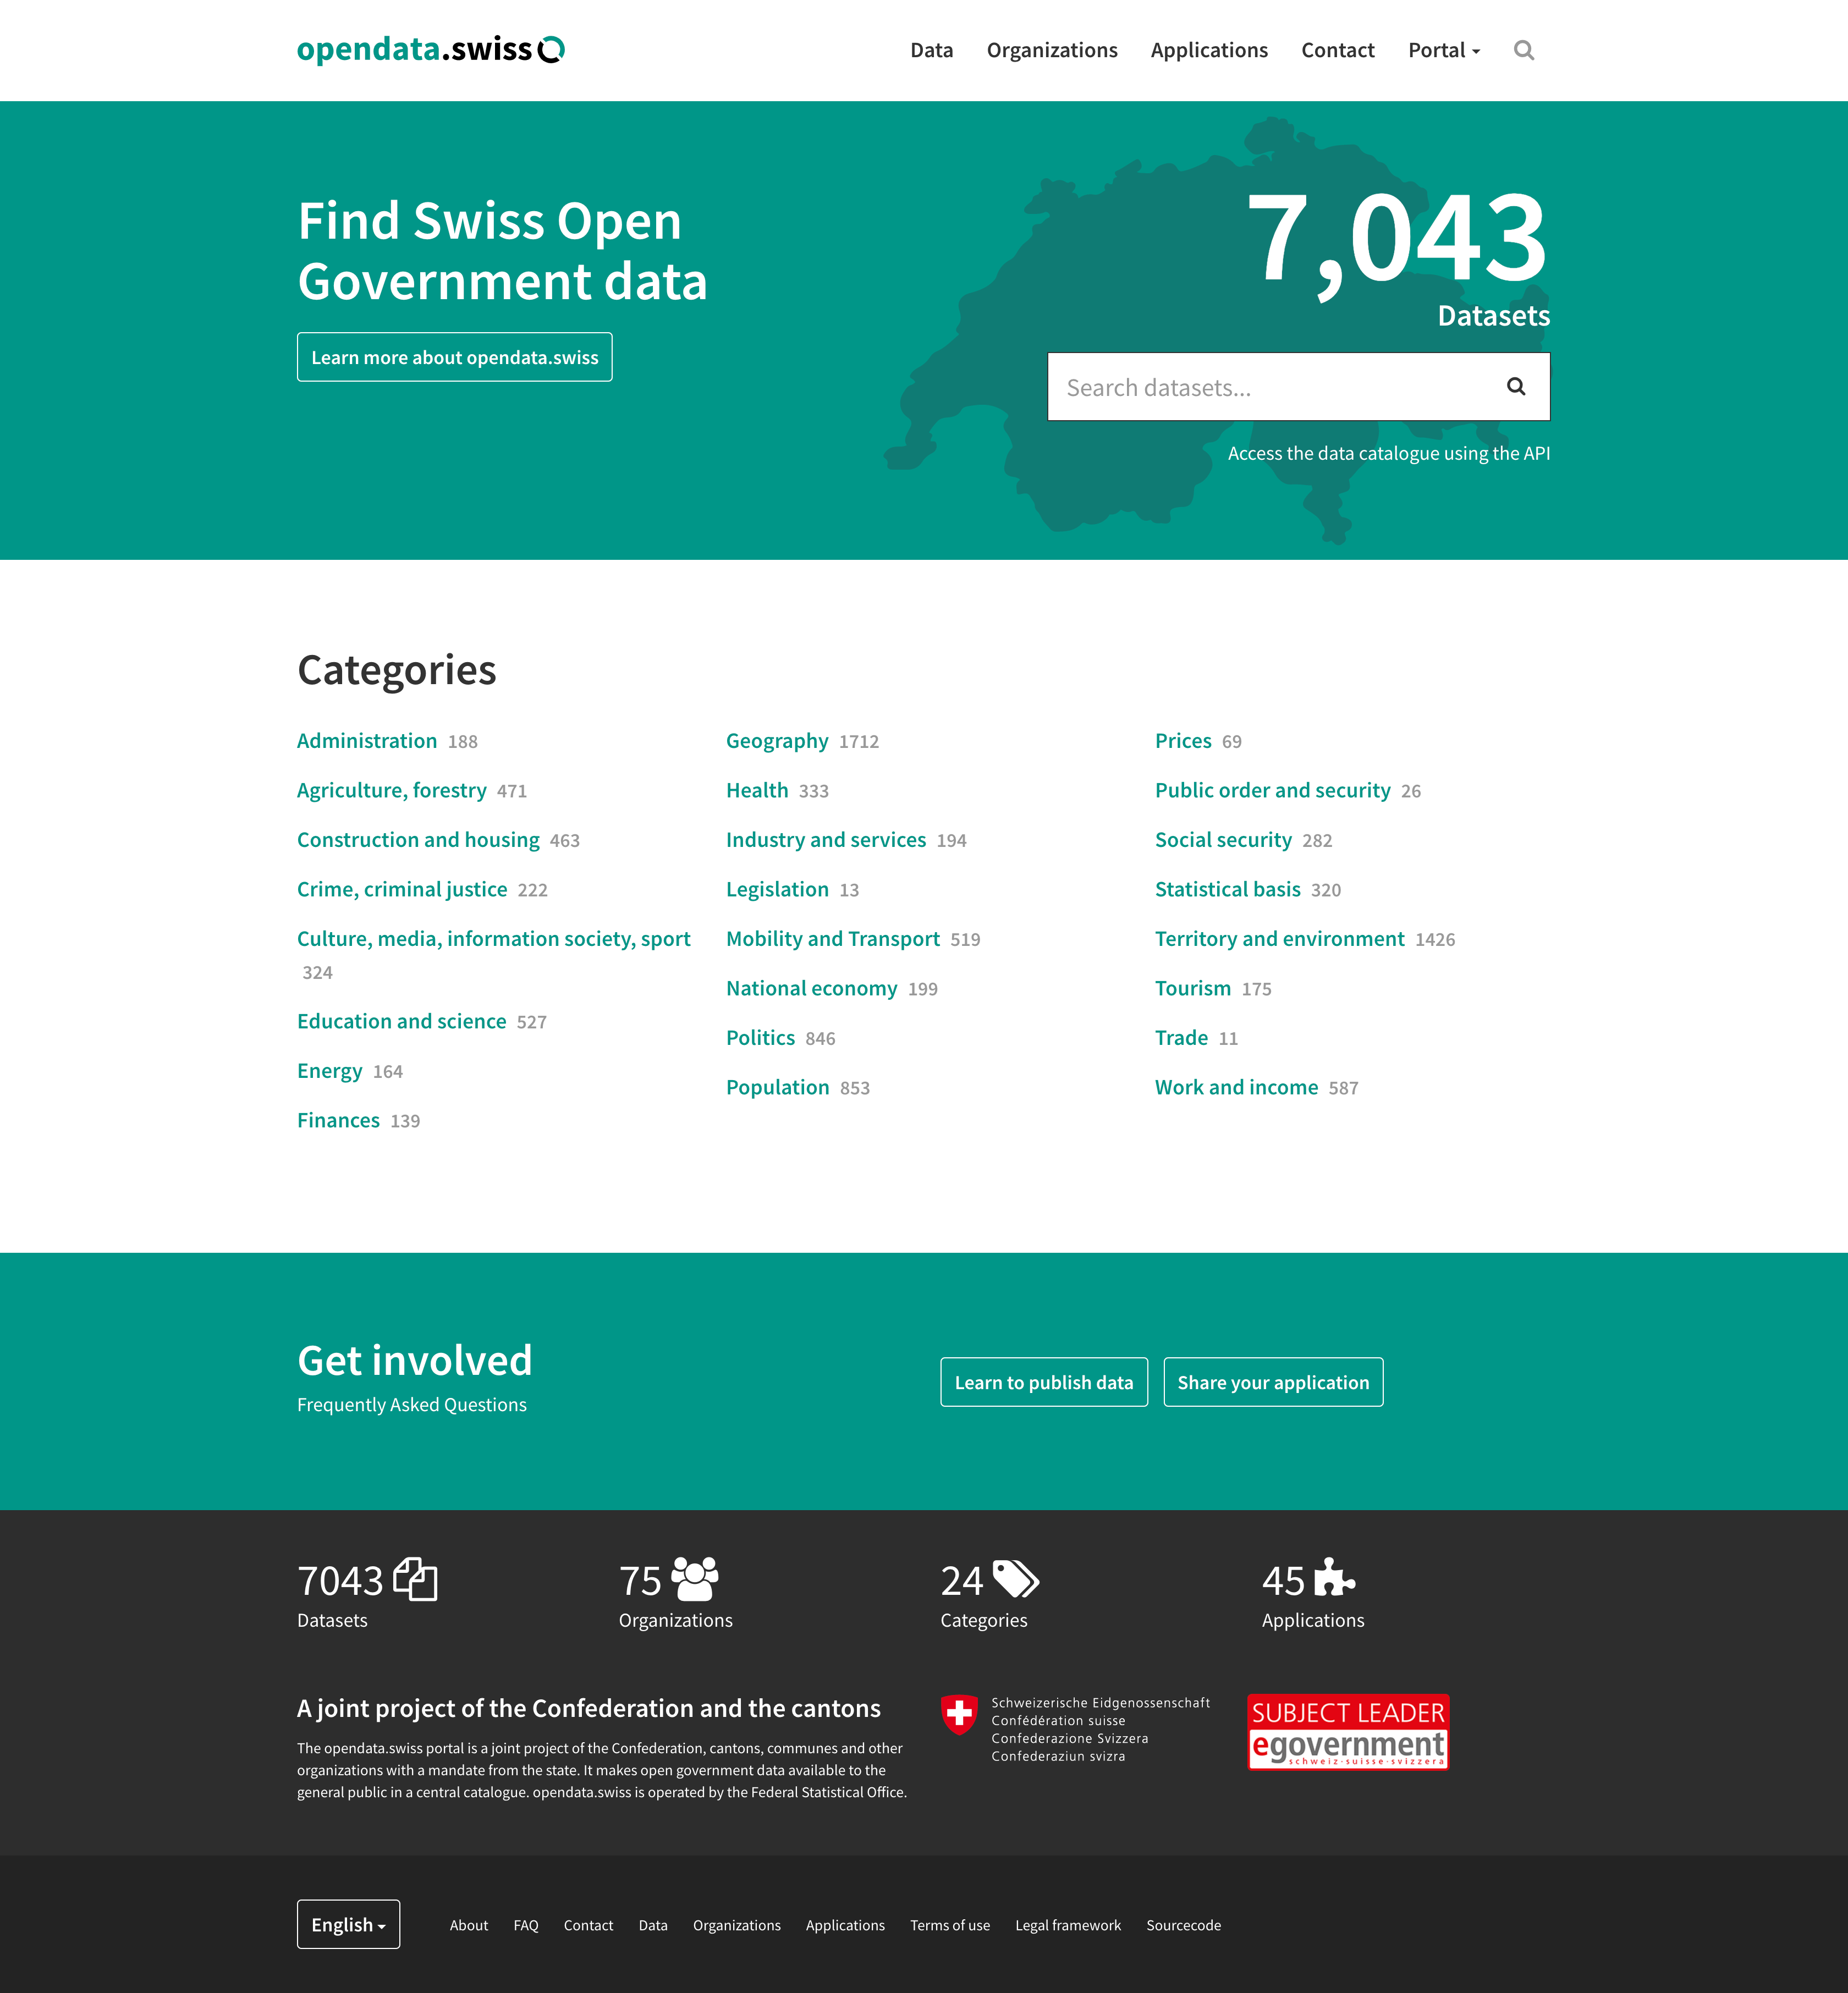 opendata.swiss
Data Organizations Applications Contact Portal
Find Swiss Open
Government data
Learn more about opendata.swiss
7,043
Datasets
Search datasets...
Access the data catalogue using the API
Categories
Administration 188
Agriculture, forestry 471
Construction and housing 463
Crime, criminal justice 222
Culture, media, information society, sport
324
Education and science 527
Energy 164
Finances 139
Geography 1712
Health 333
Industry and services 194
Legislation 13
Mobility and Transport 519
National economy 199
Politics 846
Population 853
Prices 69
Public order and security 26
Social security 282
Statistical basis 320
Territory and environment 1426
Tourism 175
Trade 11
Work and income 587
Get involved
Frequently Asked Questions
Learn to publish data
Share your application
7043
Datasets
75
Organizations
24
Categories
45
Applications
A joint project of the Confederation and the cantons
The opendata.swiss portal is a joint project of the Confederation, cantons, communes and other
organizations with a mandate from the state. It makes open government data available to the
general public in a central catalogue. opendata.swiss is operated by the Federal Statistical Office.
Schweizerische Eidgenossenschaft
Confédération suisse
Confederazione Svizzera
Confederaziun svizra
SUBJECT LEADER
egovernment
schweiz·suisse·svizzera
English
About FAQ Contact Data Organizations Applications Terms of use Legal framework Sourcecode